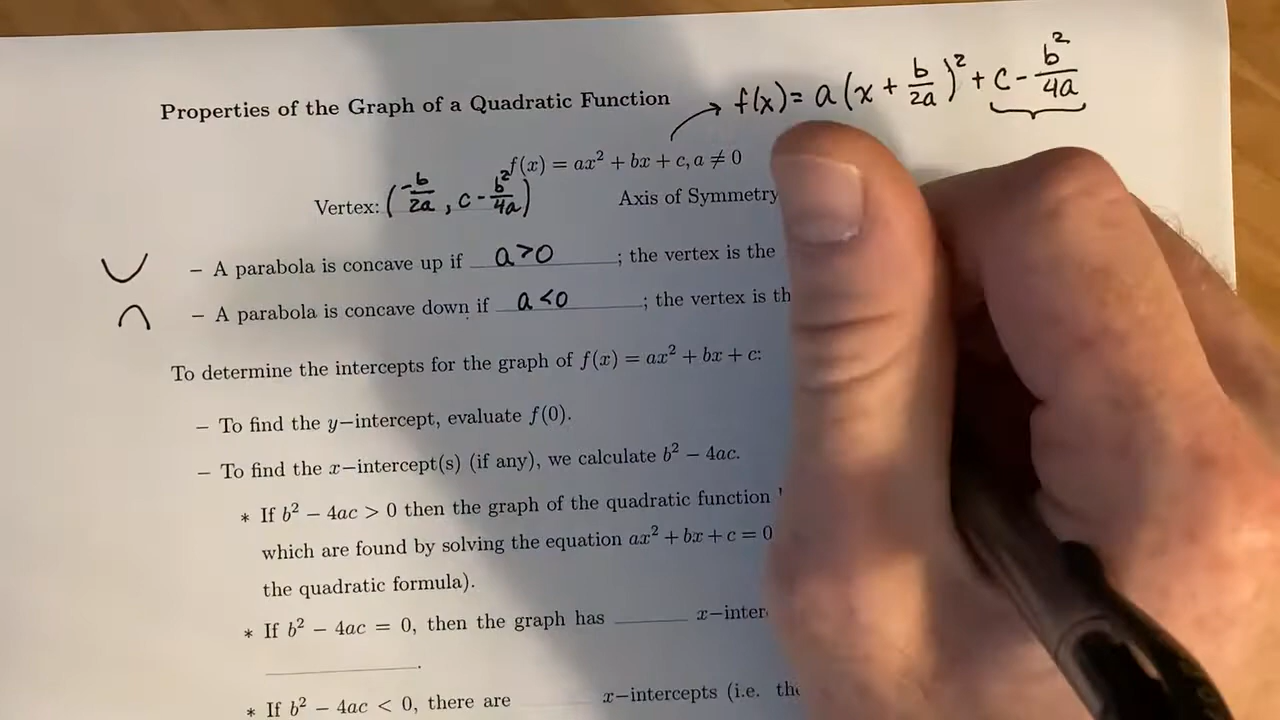 Properties of the Graph of a Quadratic Function
f(x) = a(x + b/2a)² + c - b²/4a
f(x) = ax² + bx + c, a ≠ 0
Vertex: (-b/2a, c - b²/4a) Axis of Symmetry
– A parabola is concave up if a>0; the vertex is the
– A parabola is concave down if a<0; the vertex is
To determine the intercepts for the graph of f(x) = ax² + bx + c:
– To find the y−intercept, evaluate f(0).
– To find the x−intercept(s) (if any), we calculate b² − 4ac.
* If b² − 4ac > 0 then the graph of the quadratic function
which are found by solving the equation ax² + bx + c = 0
the quadratic formula).
* If b² − 4ac = 0, then the graph has ______ x−
______.
* If b² − 4ac < 0, there are x−intercepts (i.e.